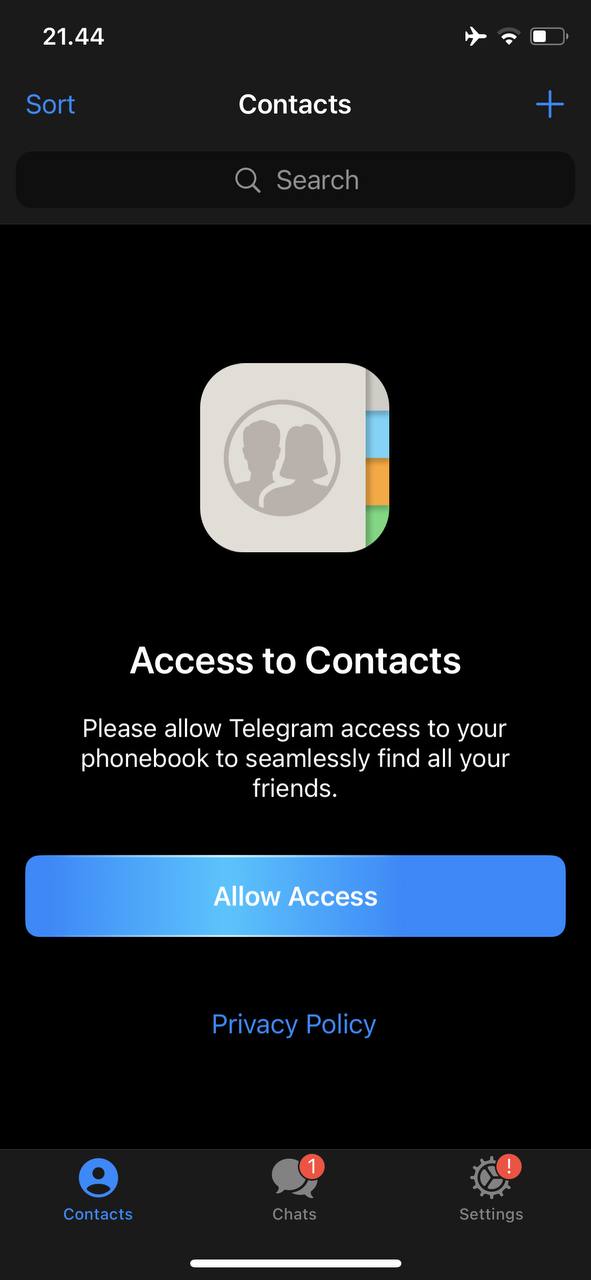 21.44
Sort
Contacts
Search
Access to Contacts
Please allow Telegram access to your
phonebook to seamlessly find all your
friends.
Allow Access
Privacy Policy
1
!
Contacts
Chats
Settings